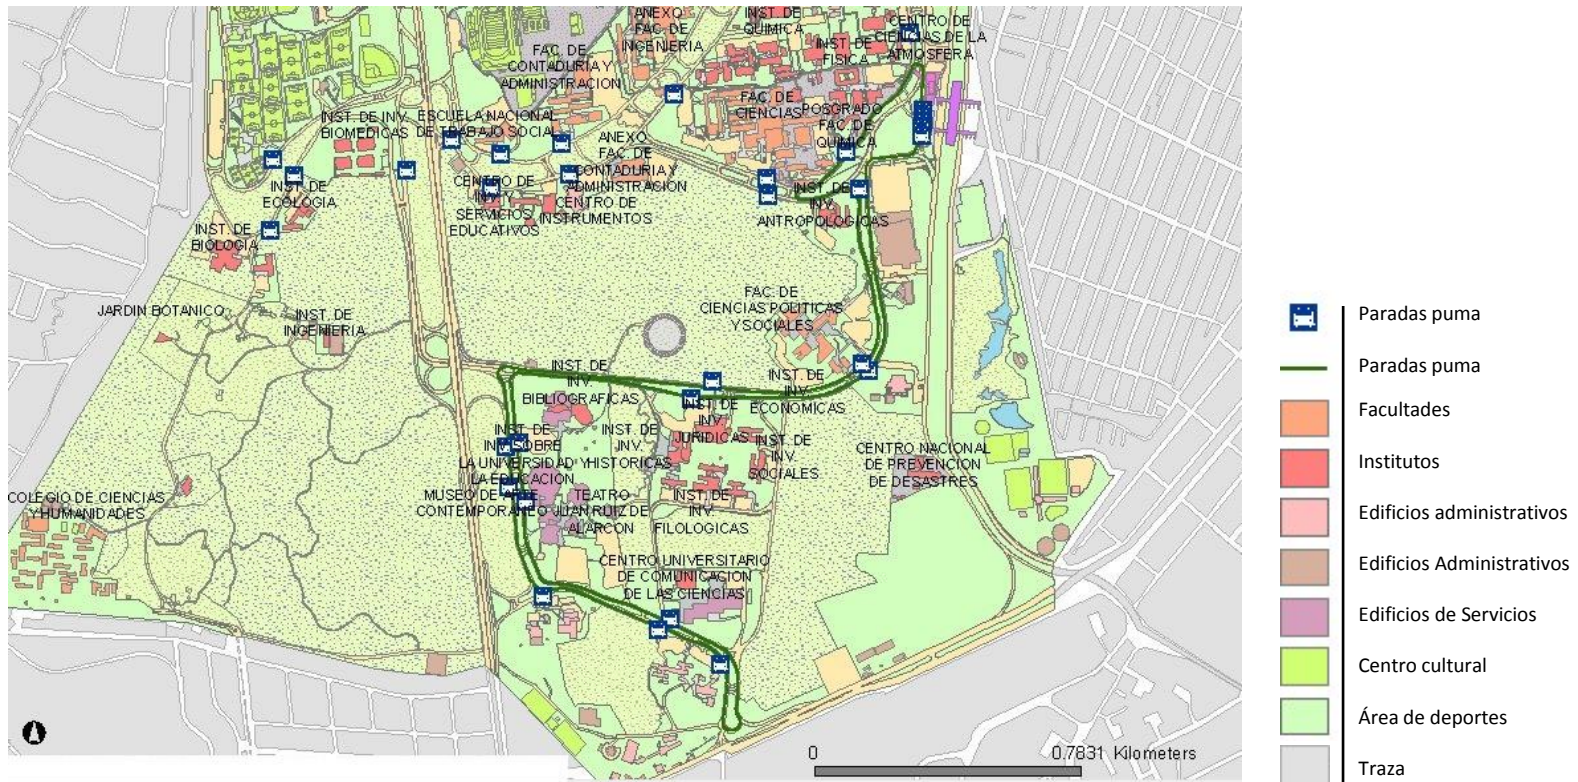 ANEXO
FAC. DE
INGENIERIA
INST. DE
QUIMICA
CENTRO DE
CIENCIAS DE LA
ATMOSFERA
INST. DE
FISICA
FAC. DE
CONTADURIA Y
ADMINISTRACION
FAC. DE
CIENCIAS
POSGRADO
FAC. DE
QUIMICA
INST. DE INV.
BIOMEDICAS
ESCUELA NACIONAL
DE TRABAJO SOCIAL
ANEXO
FAC. DE
CONTADURIA Y
ADMINISTRACION
INST. DE
ECOLOGIA
CENTRO DE
INV. Y
SERVICIOS
EDUCATIVOS
CENTRO DE
INSTRUMENTOS
INST. DE
INV.
ANTROPOLOGICAS
INST. DE
BIOLOGIA
JARDIN BOTANICO
INST. DE
INGENIERIA
FAC. DE
CIENCIAS POLITICAS
Y SOCIALES
INST. DE
INV.
BIBLIOGRAFICAS
INST. DE
INV.
ECONOMICAS
INST. DE
INV.
JURIDICAS
INST. DE
INV. SOBRE
LA UNIVERSIDAD Y
LA EDUCACION
INST. DE
INV.
HISTORICAS
INST. DE
INV.
SOCIALES
CENTRO NACIONAL
DE PREVENCION
DE DESASTRES
COLEGIO DE CIENCIAS
Y HUMANIDADES
MUSEO DE ARTE
CONTEMPORANEO
TEATRO
JUAN RUIZ DE
ALARCON
INST. DE
INV.
FILOLOGICAS
CENTRO UNIVERSITARIO
DE COMUNICACION
DE LAS CIENCIAS
0
0.7831 Kilometers
Paradas puma
Paradas puma
Facultades
Institutos
Edificios administrativos
Edificios Administrativos
Edificios de Servicios
Centro cultural
Área de deportes
Traza